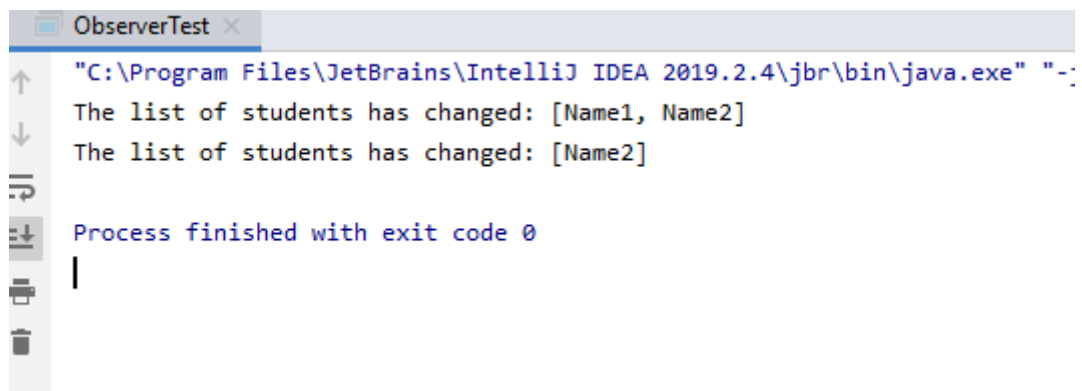 ObserverTest
"C:\Program Files\JetBrains\IntelliJ IDEA 2019.2.4\jbr\bin\java.exe" "-j
The list of students has changed: [Name1, Name2]
The list of students has changed: [Name2]
Process finished with exit code 0